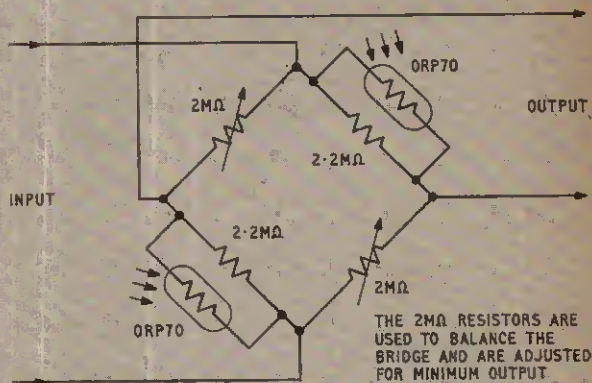 ORP70
2MΩ
OUTPUT
2·2MΩ
INPUT
2·2MΩ
2MΩ
ORP70
THE 2MΩ RESISTORS ARE
USED TO BALANCE THE
BRIDGE AND ARE ADJUSTED
FOR MINIMUM OUTPUT